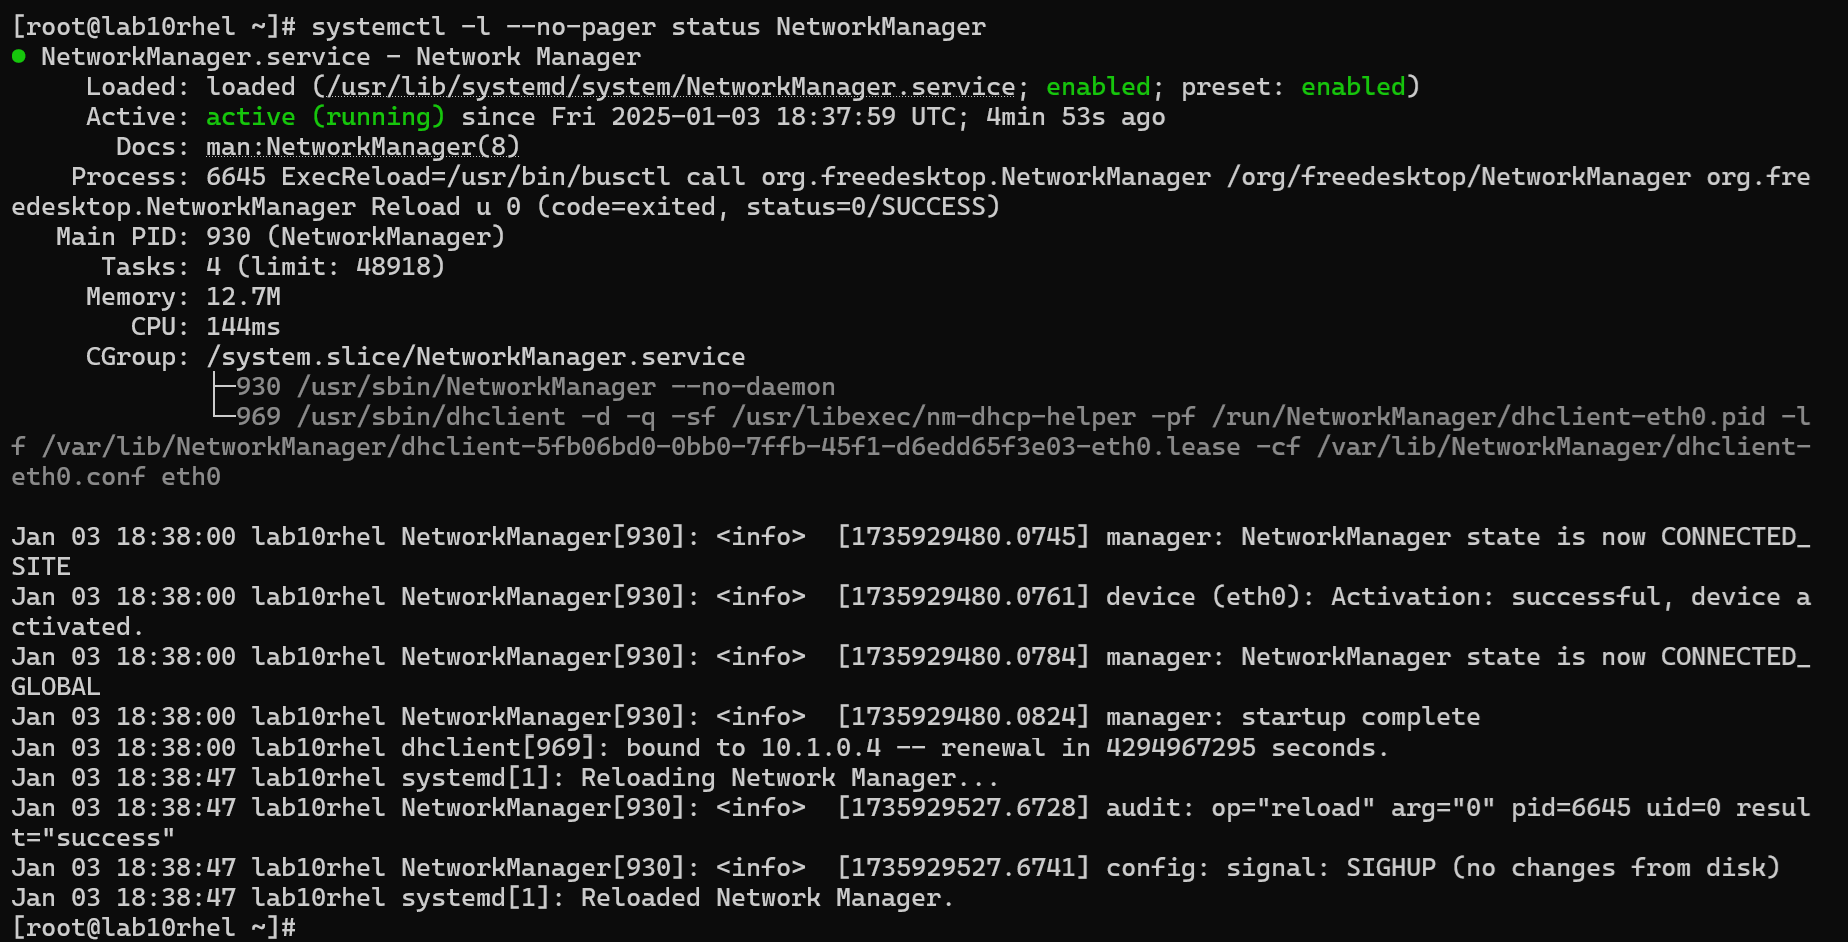 [root@lab10rhel ~]# systemctl -l --no-pager status NetworkManager
● NetworkManager.service - Network Manager
     Loaded: loaded (/usr/lib/systemd/system/NetworkManager.service; enabled; preset: enabled)
     Active: active (running) since Fri 2025-01-03 18:37:59 UTC; 4min 53s ago
       Docs: man:NetworkManager(8)
    Process: 6645 ExecReload=/usr/bin/busctl call org.freedesktop.NetworkManager /org/freedesktop/NetworkManager org.fre
edesktop.NetworkManager Reload u 0 (code=exited, status=0/SUCCESS)
   Main PID: 930 (NetworkManager)
      Tasks: 4 (limit: 48918)
     Memory: 12.7M
        CPU: 144ms
     CGroup: /system.slice/NetworkManager.service
             ├─930 /usr/sbin/NetworkManager --no-daemon
             └─969 /usr/sbin/dhclient -d -q -sf /usr/libexec/nm-dhcp-helper -pf /run/NetworkManager/dhclient-eth0.pid -l
f /var/lib/NetworkManager/dhclient-5fb06bd0-0bb0-7ffb-45f1-d6edd65f3e03-eth0.lease -cf /var/lib/NetworkManager/dhclient-
eth0.conf eth0

Jan 03 18:38:00 lab10rhel NetworkManager[930]: <info>  [1735929480.0745] manager: NetworkManager state is now CONNECTED_
SITE
Jan 03 18:38:00 lab10rhel NetworkManager[930]: <info>  [1735929480.0761] device (eth0): Activation: successful, device a
ctivated.
Jan 03 18:38:00 lab10rhel NetworkManager[930]: <info>  [1735929480.0784] manager: NetworkManager state is now CONNECTED_
GLOBAL
Jan 03 18:38:00 lab10rhel NetworkManager[930]: <info>  [1735929480.0824] manager: startup complete
Jan 03 18:38:00 lab10rhel dhclient[969]: bound to 10.1.0.4 -- renewal in 4294967295 seconds.
Jan 03 18:38:47 lab10rhel systemd[1]: Reloading Network Manager...
Jan 03 18:38:47 lab10rhel NetworkManager[930]: <info>  [1735929527.6728] audit: op="reload" arg="0" pid=6645 uid=0 resul
t="success"
Jan 03 18:38:47 lab10rhel NetworkManager[930]: <info>  [1735929527.6741] config: signal: SIGHUP (no changes from disk)
Jan 03 18:38:47 lab10rhel systemd[1]: Reloaded Network Manager.
[root@lab10rhel ~]#